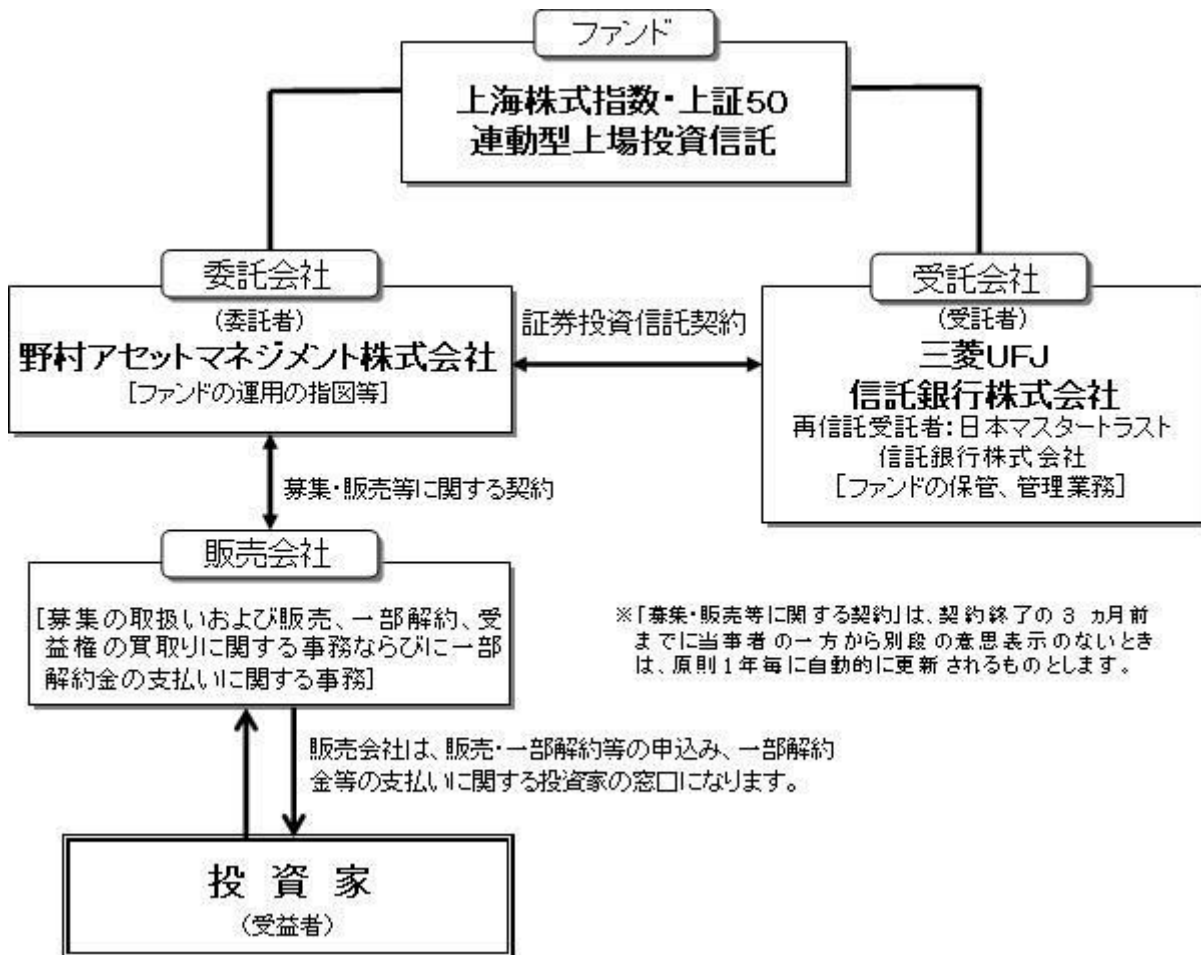 ファンド
上海株式指数・上証50
連動型上場投資信託
委託会社
(委託者)
野村アセットマネジメント株式会社
[ファンドの運用の指図等]
証券投資信託契約
受託会社
(受託者)
三菱UFJ
信託銀行株式会社
再信託受託者:日本マスタートラスト
信託銀行株式会社
[ファンドの保管、管理業務]
募集・販売等に関する契約
販売会社
[募集の取扱いおよび販売、一部解約、受
益権の買取りに関する事務ならびに一部
解約金の支払いに関する事務]
※「募集・販売等に関する契約」は、契約終了の3ヵ月前
までに当事者の一方から別段の意思表示のないとき
は、原則1年毎に自動的に更新されるものとします。
販売会社は、販売・一部解約等の申込み、一部解約
金等の支払いに関する投資家の窓口になります。
投資家
(受益者)